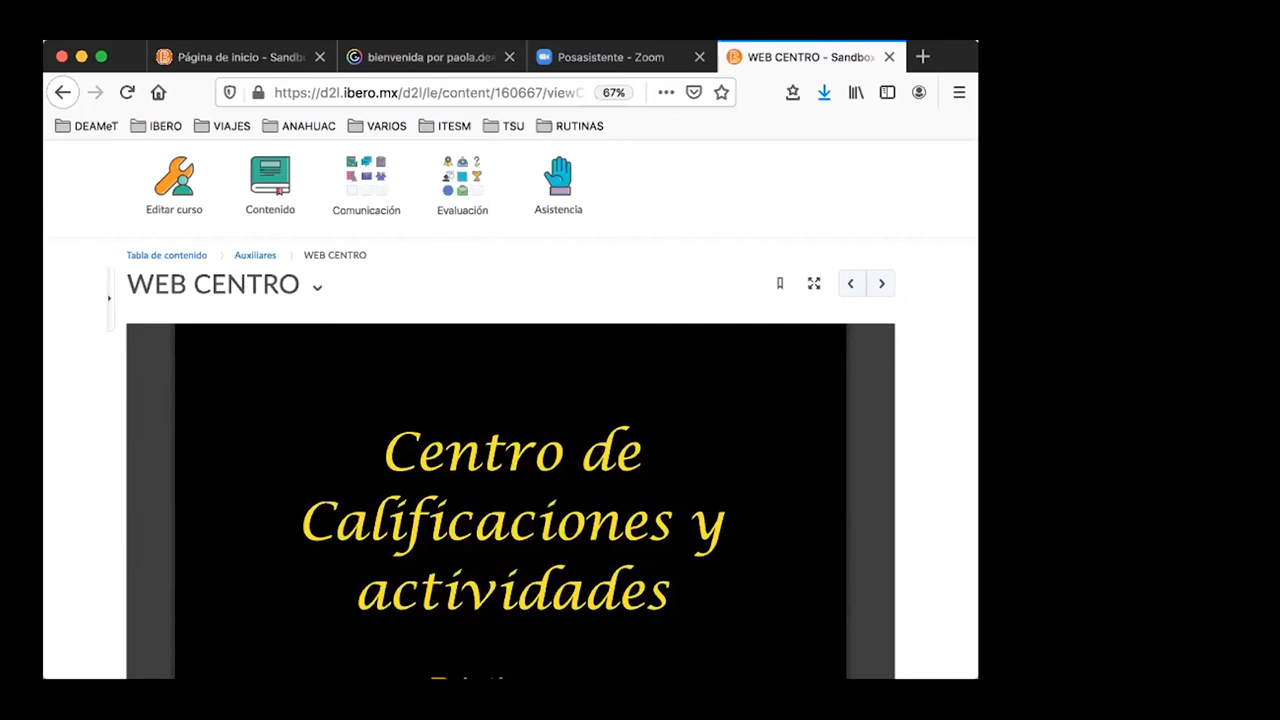 Página de inicio - Sandb
bienvenida por paola.dea
Posasistente - Zoom
WEB CENTRO - Sandbox
https://d2l.ibero.mx/d2l/le/content/160667/viewC
67%
DEAMeT
IBERO
VIAJES
ANAHUAC
VARIOS
ITESM
TSU
RUTINAS
Editar curso
Contenido
Comunicación
Evaluación
Asistencia
Tabla de contenido
Auxiliares
WEB CENTRO
WEB CENTRO
Centro de
Calificaciones y
actividades